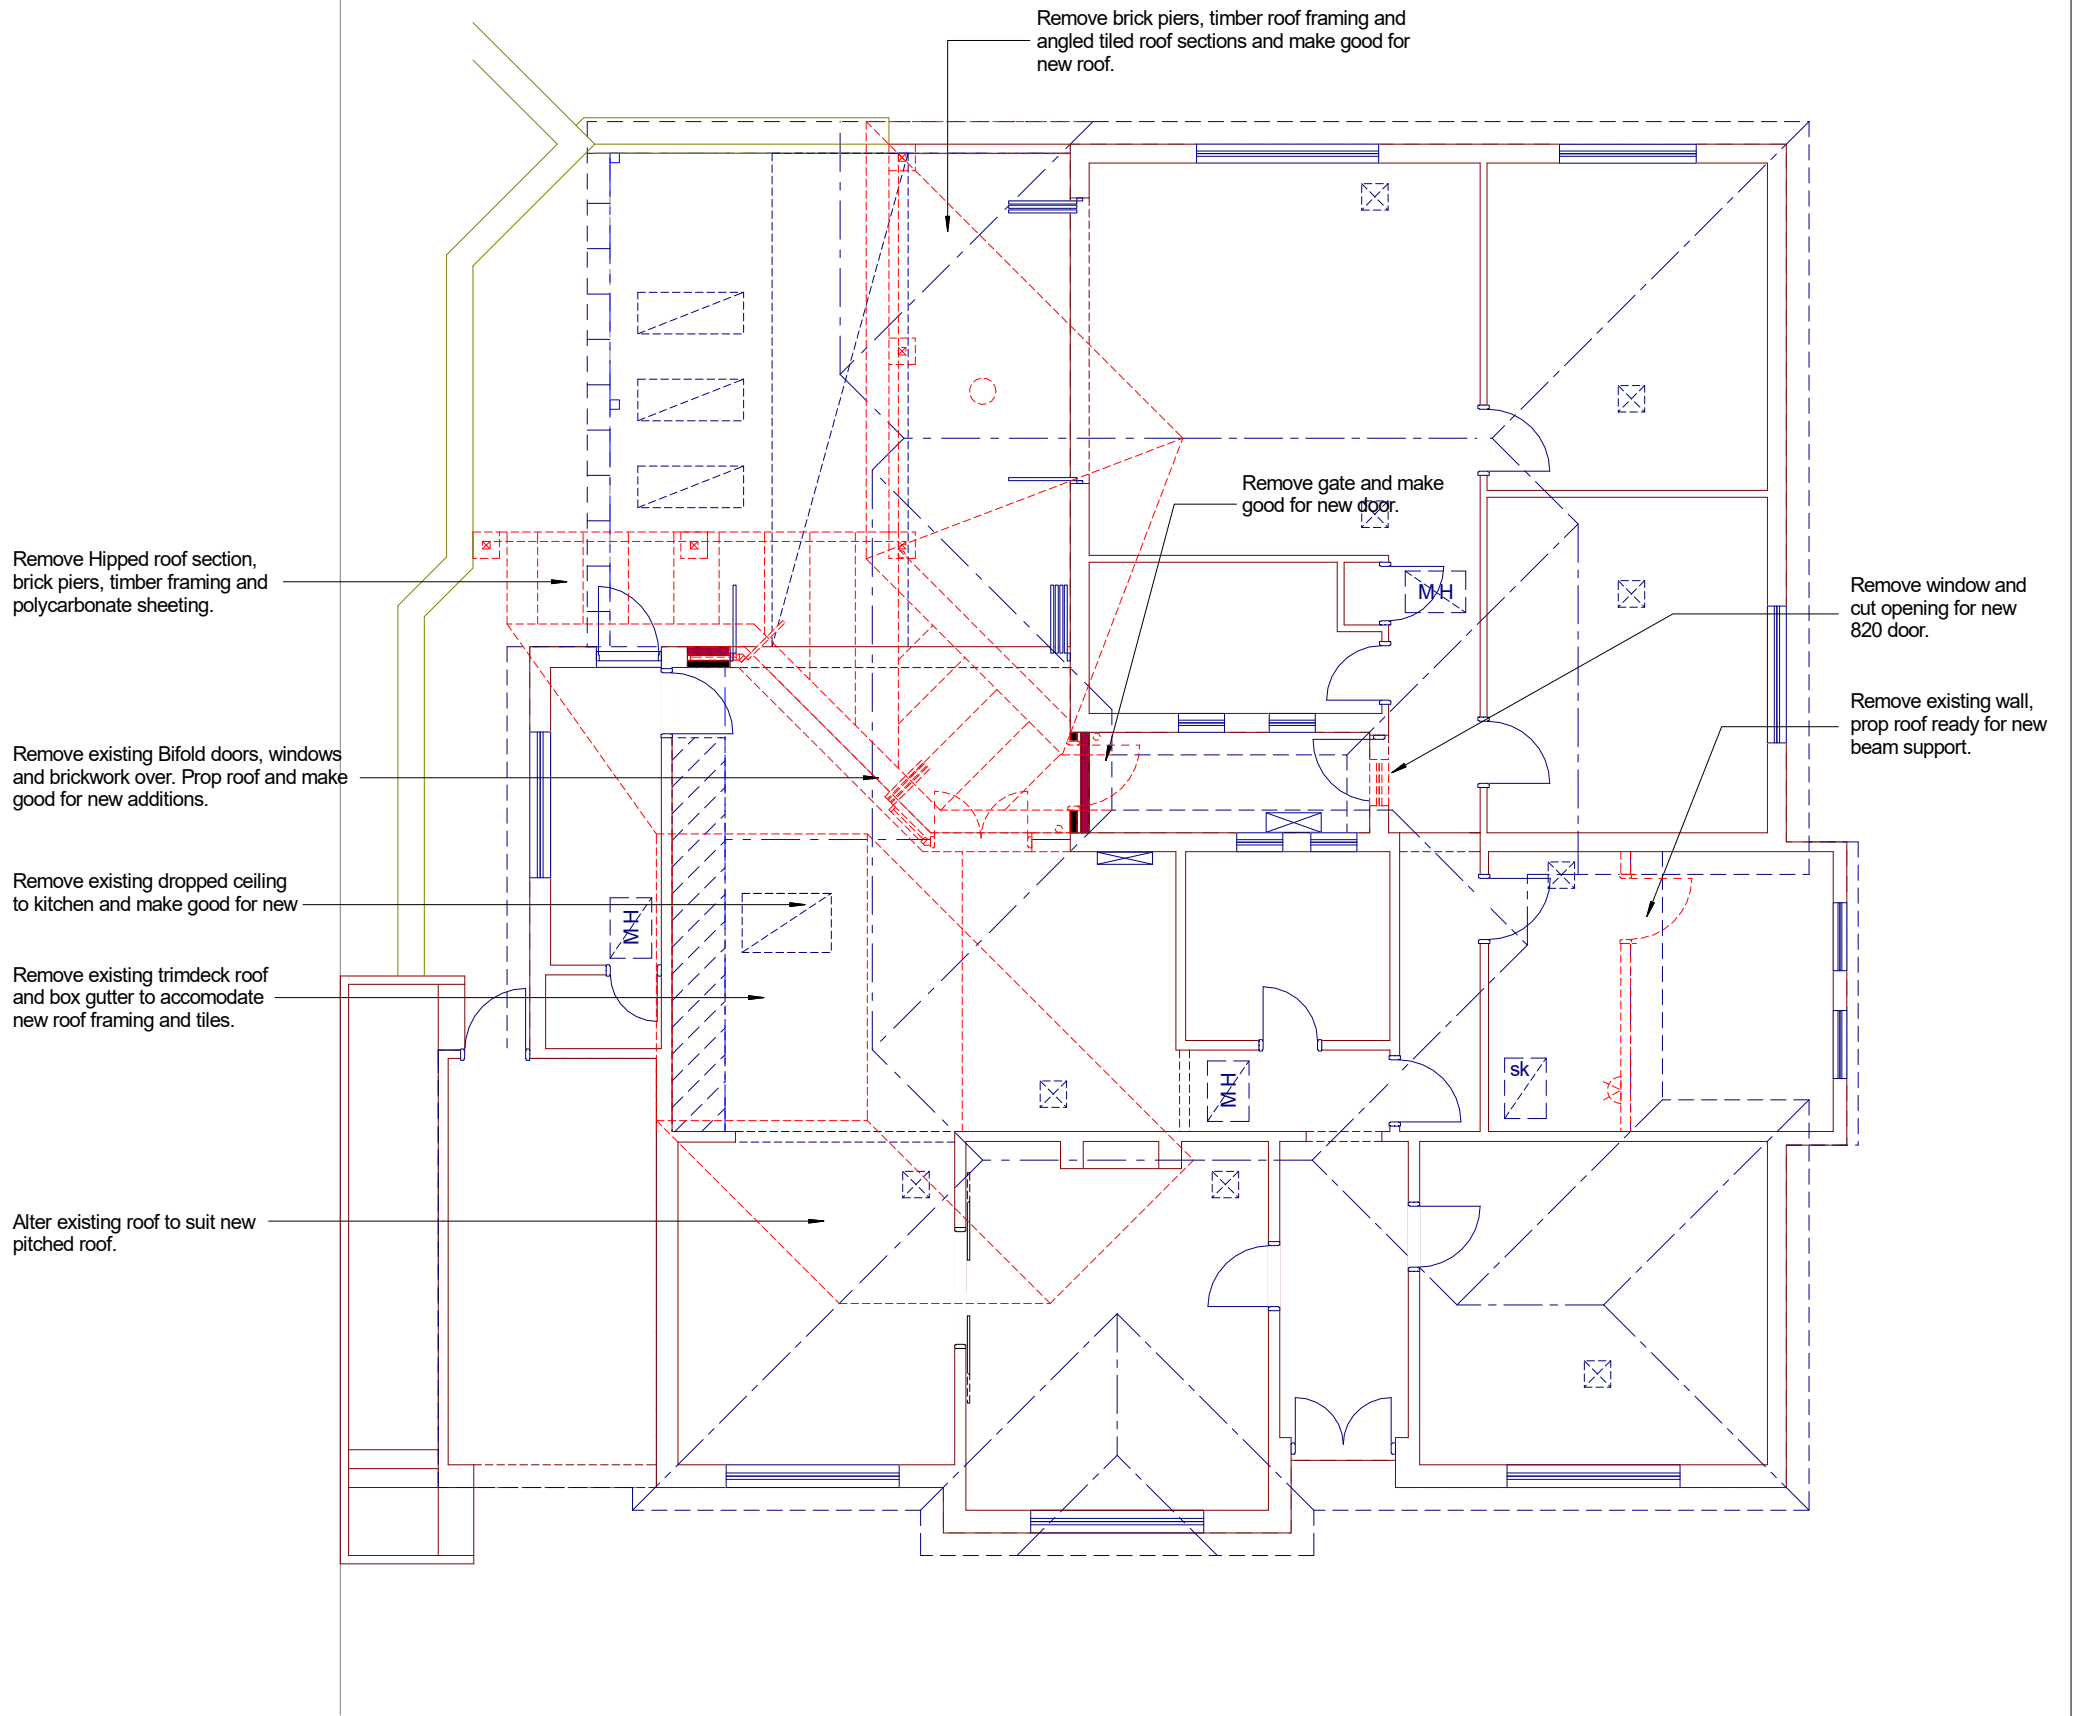 Remove brick piers, timber roof framing and
angled tiled roof sections and make good for
new roof.
Remove gate and make
good for new door.
Remove Hipped roof section,
brick piers, timber framing and
polycarbonate sheeting.
MH
Remove window and
cut opening for new
820 door.
Remove existing wall,
prop roof ready for new
beam support.
Remove existing Bifold doors, windows
and brickwork over. Prop roof and make
good for new additions.
Remove existing dropped ceiling
to kitchen and make good for new
MH
Remove existing trimdeck roof
and box gutter to accomodate
new roof framing and tiles.
MH
sk
Alter existing roof to suit new
pitched roof.